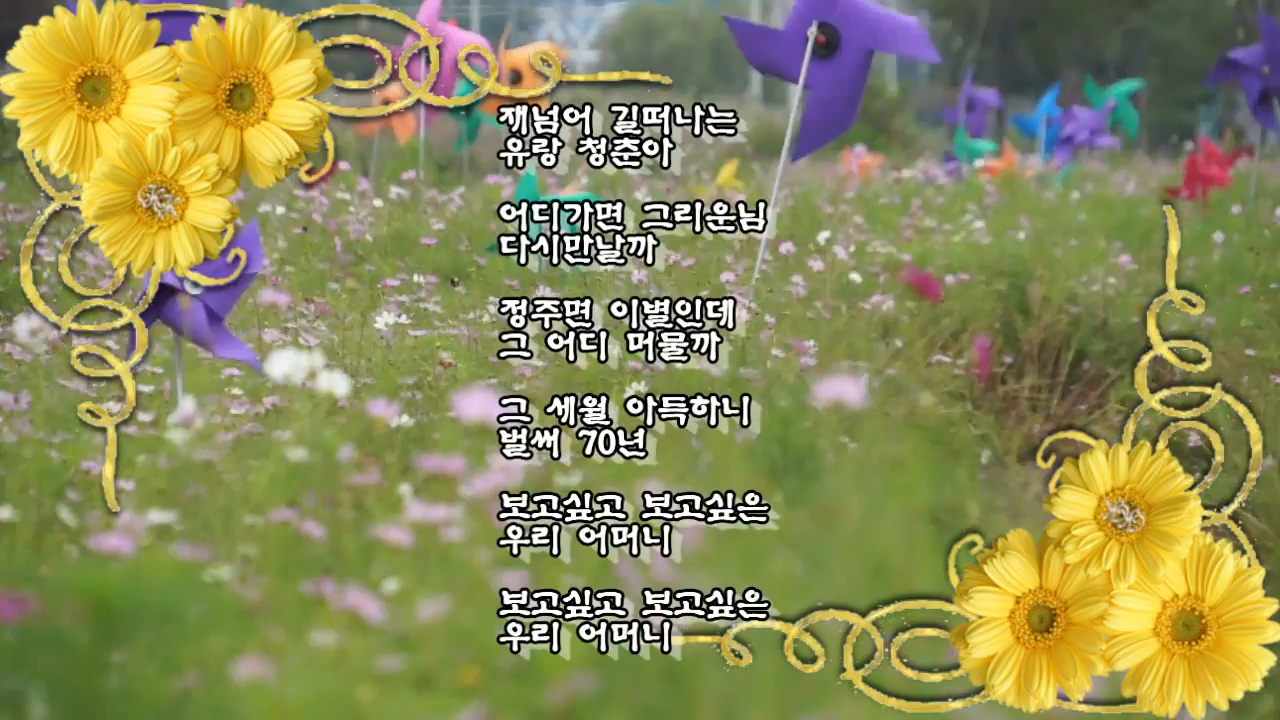 재넘어 길떠나는
유랑 청춘아
어디가면 그리운님
다시만날까
정주면 이별인데
그 어디 머물까
그 세월 아득하니
벌써 70년
보고싶고 보고싶은
우리 어머니
보고싶고 보고싶은
우리 어머니